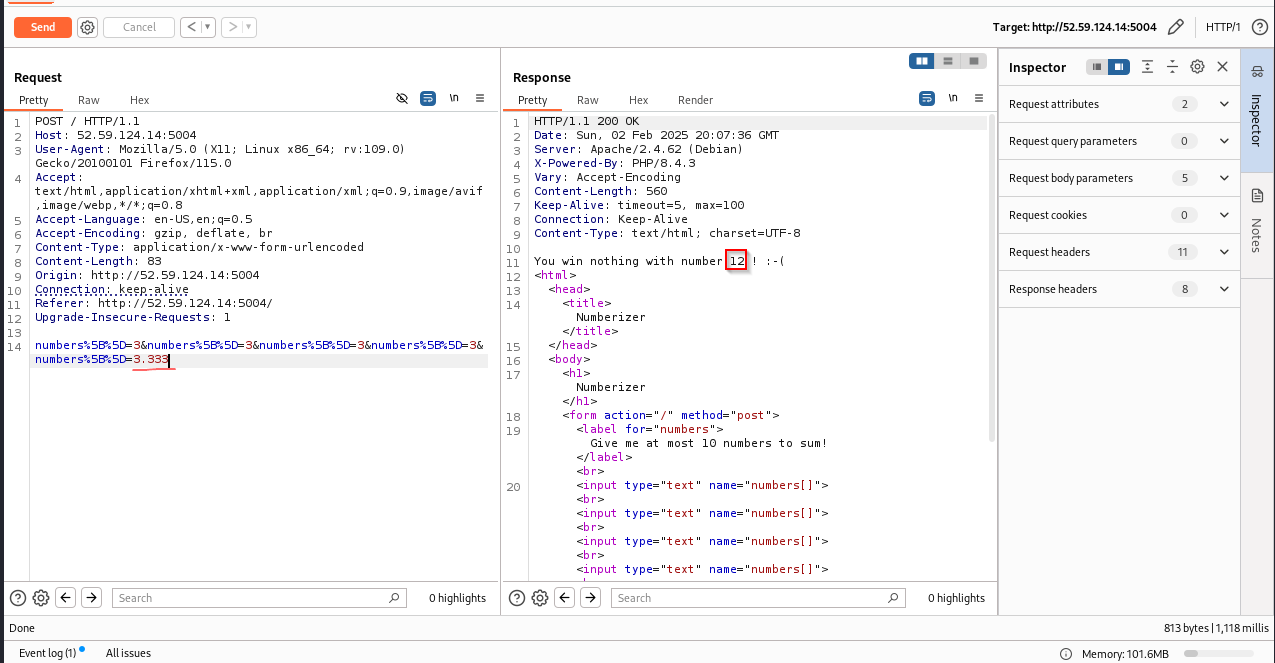 Send
Cancel
<
>
Target: http://52.59.124.14:5004
HTTP/1
Request
Pretty
Raw
Hex
\n
1 POST / HTTP/1.1
2 Host: 52.59.124.14:5004
3 User-Agent: Mozilla/5.0 (X11; Linux x86_64; rv:109.0)
Gecko/20100101 Firefox/115.0
4 Accept:
text/html,application/xhtml+xml,application/xml;q=0.9,image/avif
,image/webp,*/*;q=0.8
5 Accept-Language: en-US,en;q=0.5
6 Accept-Encoding: gzip, deflate, br
7 Content-Type: application/x-www-form-urlencoded
8 Content-Length: 83
9 Origin: http://52.59.124.14:5004
10 Connection: keep-alive
11 Referer: http://52.59.124.14:5004/
12 Upgrade-Insecure-Requests: 1
13
14 numbers%5B%5D=3&numbers%5B%5D=3&numbers%5B%5D=3&numbers%5B%5D=3&
numbers%5B%5D=3.333
Response
Pretty
Raw
Hex
Render
\n
1 HTTP/1.1 200 OK
2 Date: Sun, 02 Feb 2025 20:07:36 GMT
3 Server: Apache/2.4.62 (Debian)
4 X-Powered-By: PHP/8.4.3
5 Vary: Accept-Encoding
6 Content-Length: 560
7 Keep-Alive: timeout=5, max=100
8 Connection: Keep-Alive
9 Content-Type: text/html; charset=UTF-8
10
11 You win nothing with number 12 ! :-(
12 <html>
13 <head>
14 <title>
Numberizer
</title>
15 </head>
16 <body>
17 <h1>
Numberizer
</h1>
18 <form action="/" method="post">
19 <label for="numbers">
Give me at most 10 numbers to sum!
</label>
<br>
20 <input type="text" name="numbers[]">
<br>
<input type="text" name="numbers[]">
<br>
<input type="text" name="numbers[]">
<br>
<input type="text" name="numbers[]">
Inspector
Request attributes 2
Request query parameters 0
Request body parameters 5
Request cookies 0
Request headers 11
Response headers 8
Inspector
Notes
Search
0 highlights
Search
0 highlights
Done
813 bytes | 1,118 millis
Event log (1)
All issues
Memory: 101.6MB